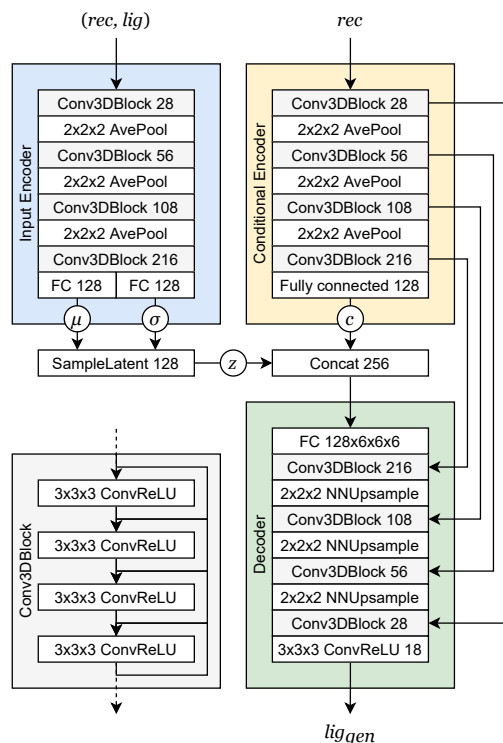 (rec, lig)
Input Encoder
Conv3DBlock 28
2x2x2 AvePool
Conv3DBlock 56
2x2x2 AvePool
Conv3DBlock 108
2x2x2 AvePool
Conv3DBlock 216
FC 128 FC 128
μ σ
SampleLatent 128
z
rec
Conditional Encoder
Conv3DBlock 28
2x2x2 AvePool
Conv3DBlock 56
2x2x2 AvePool
Conv3DBlock 108
2x2x2 AvePool
Conv3DBlock 216
Fully connected 128
c
Concat 256
Conv3DBlock
3x3x3 ConvReLU
3x3x3 ConvReLU
3x3x3 ConvReLU
3x3x3 ConvReLU
Decoder
FC 128x6x6x6
Conv3DBlock 216
2x2x2 NNUpsample
Conv3DBlock 108
2x2x2 NNUpsample
Conv3DBlock 56
2x2x2 NNUpsample
Conv3DBlock 28
3x3x3 ConvReLU 18
lig_gen